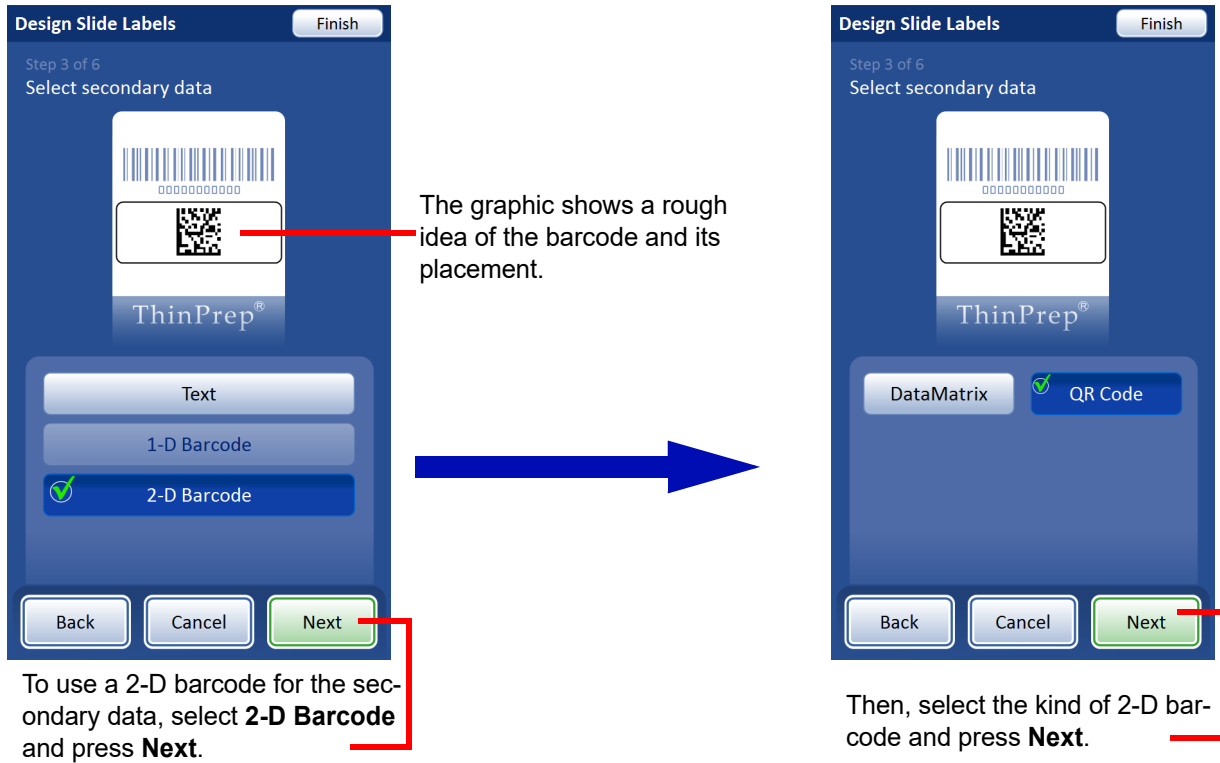 Design Slide Labels
Finish
Step 3 of 6
Select secondary data
00000000000
ThinPrep®
Text
1-D Barcode
2-D Barcode
Back
Cancel
Next
The graphic shows a rough
idea of the barcode and its
placement.
To use a 2-D barcode for the sec-
ondary data, select 2-D Barcode
and press Next.
Design Slide Labels
Finish
Step 3 of 6
Select secondary data
00000000000
ThinPrep®
DataMatrix
QR Code
Back
Cancel
Next
Then, select the kind of 2-D bar-
code and press Next.